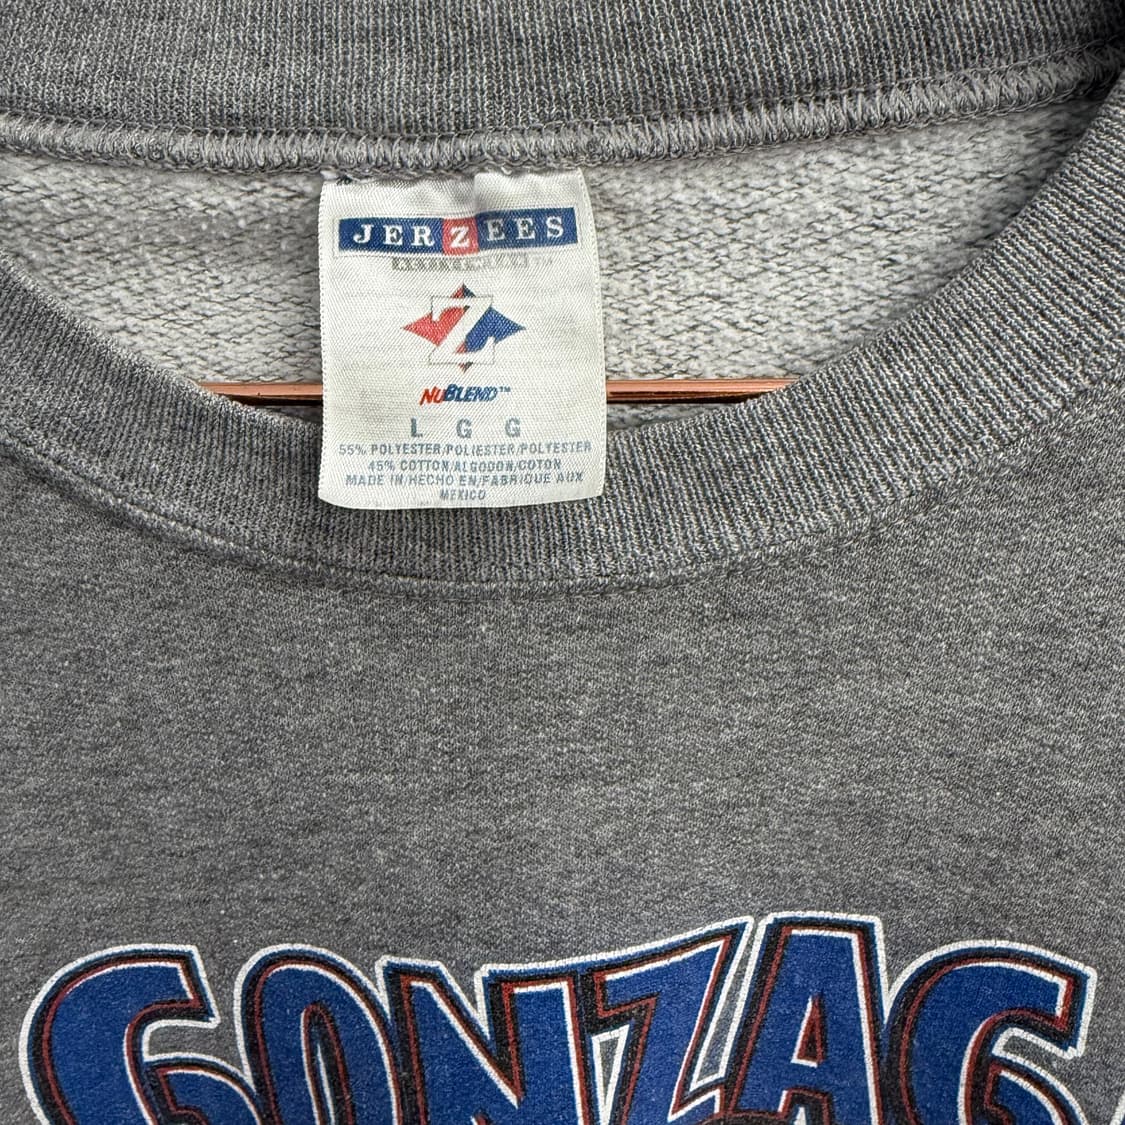 JERZEES
Z
NUBLEND™
L G G
55% POLYESTER/POLIESTER/POLYESTER
45% COTTON/ALGODON/COTON
MADE IN/HECHO EN/FABRIQUE AUX
MEXICO
GONZAG